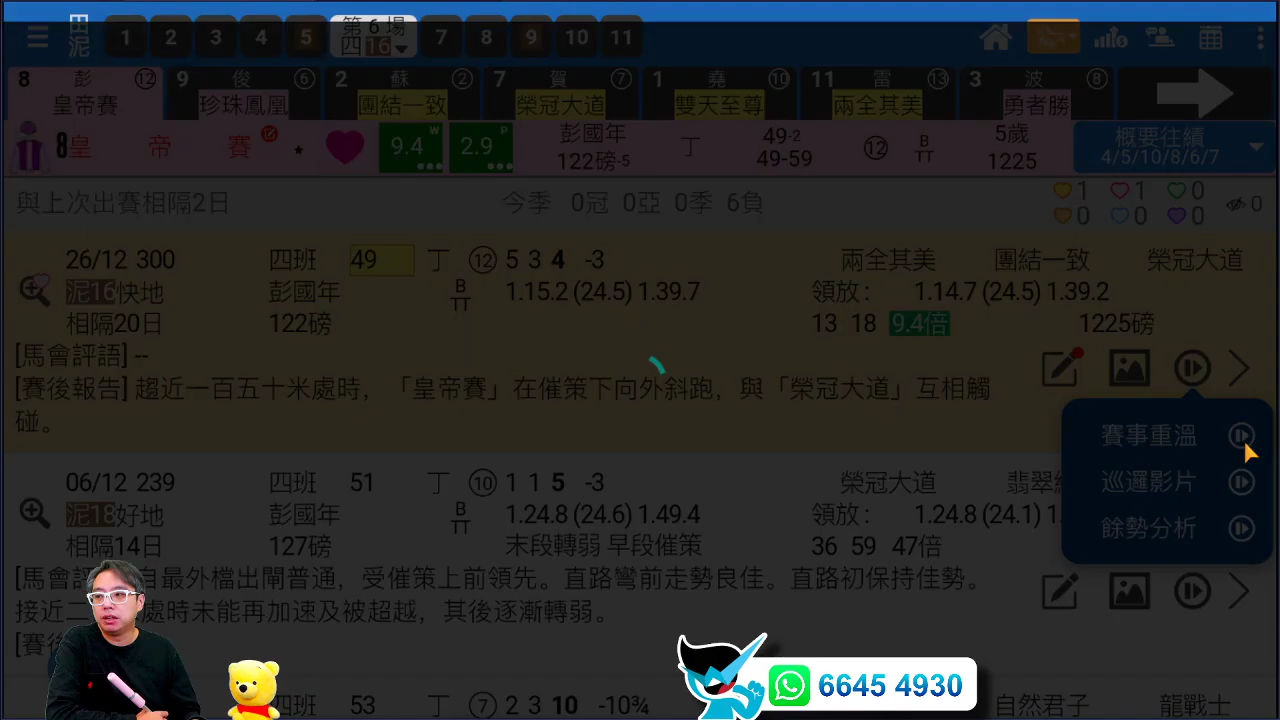 田泥 1 2 3 4 5 第 6 場 四 16 7 8 9 10 11
8 彭 12 皇帝賽
9 俊 6 珍珠鳳凰
2 蘇 2 團結一致
7 賀 7 榮冠大道
1 堯 10 雙天至尊
11 雷 13 兩全其美
3 波 8 勇者勝
8 皇 帝 賽 9.4 W 2.9 P 彭國年 丁 49-2 12 B 5歲 概要往績
122磅-5 49-59 TT 1225 4/5/10/8/6/7
與上次出賽相隔2日 今季 0冠 0亞 0季 6負 1 1 0
0 0 0 0
26/12 300 四班 49 丁 12 5 3 4 -3 兩全其美 團結一致 榮冠大道
泥16快地 彭國年 B TT 1.15.2 (24.5) 1.39.7 領放： 1.14.7 (24.5) 1.39.2
相隔20日 122磅 13 18 9.4倍 1225磅
[馬會評語] --
[賽後報告] 趨近一百五十米處時，「皇帝賽」在催策下向外斜跑，與「榮冠大道」互相觸
碰。
賽事重溫
巡邏影片
餘勢分析
06/12 239 四班 51 丁 10 1 1 5 -3 榮冠大道 翡翠
泥18好地 彭國年 B TT 1.24.8 (24.6) 1.49.4 領放： 1.24.8 (24.1) 1.
相隔14日 127磅 末段轉弱 早段催策 36 59 47倍
[馬會評 自最外檔出閘普通，受催策上前領先。直路彎前走勢良佳。直路初保持佳勢。
接近二 處時未能再加速及被超越，其後逐漸轉弱。
[賽後
四班 53 丁 7 2 3 10 -10¾ 自然君子 龍戰士
6645 4930